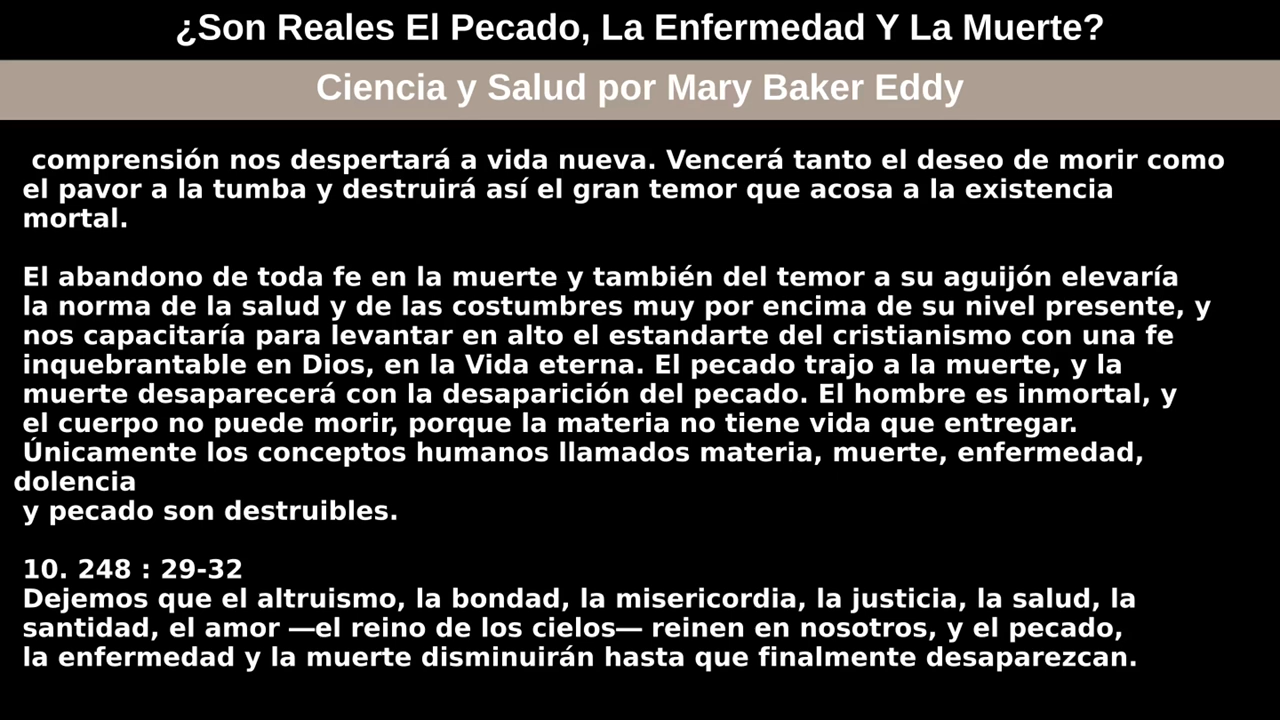 ¿Son Reales El Pecado, La Enfermedad Y La Muerte?
Ciencia y Salud por Mary Baker Eddy
comprensión nos despertará a vida nueva. Vencerá tanto el deseo de morir como
el pavor a la tumba y destruirá así el gran temor que acosa a la existencia
mortal.
El abandono de toda fe en la muerte y también del temor a su aguijón elevaría
la norma de la salud y de las costumbres muy por encima de su nivel presente, y
nos capacitaría para levantar en alto el estandarte del cristianismo con una fe
inquebrantable en Dios, en la Vida eterna. El pecado trajo a la muerte, y la
muerte desaparecerá con la desaparición del pecado. El hombre es inmortal, y
el cuerpo no puede morir, porque la materia no tiene vida que entregar.
Únicamente los conceptos humanos llamados materia, muerte, enfermedad,
dolencia
y pecado son destruibles.
10. 248 : 29-32
Dejemos que el altruismo, la bondad, la misericordia, la justicia, la salud, la
santidad, el amor —el reino de los cielos— reinen en nosotros, y el pecado,
la enfermedad y la muerte disminuirán hasta que finalmente desaparezcan.